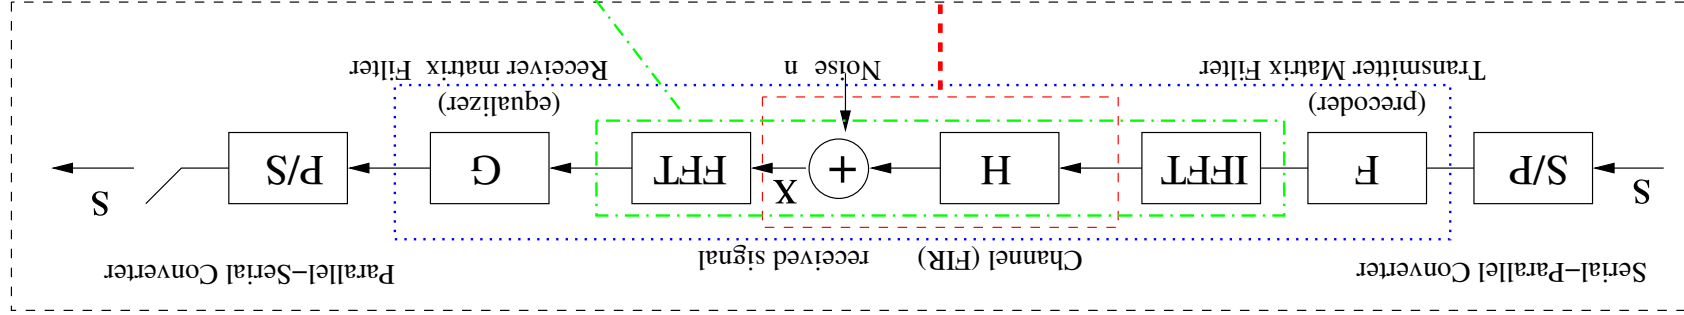 Serial-Parallel Converter
Channel (FIR)
received signal
Parallel-Serial Converter
S
S/P
F
IFFT
H
+
X
FFT
G
P/S
S
(precoder)
(equalizer)
Transmitter Matrix Filter
Noise n
Receiver matrix Filter